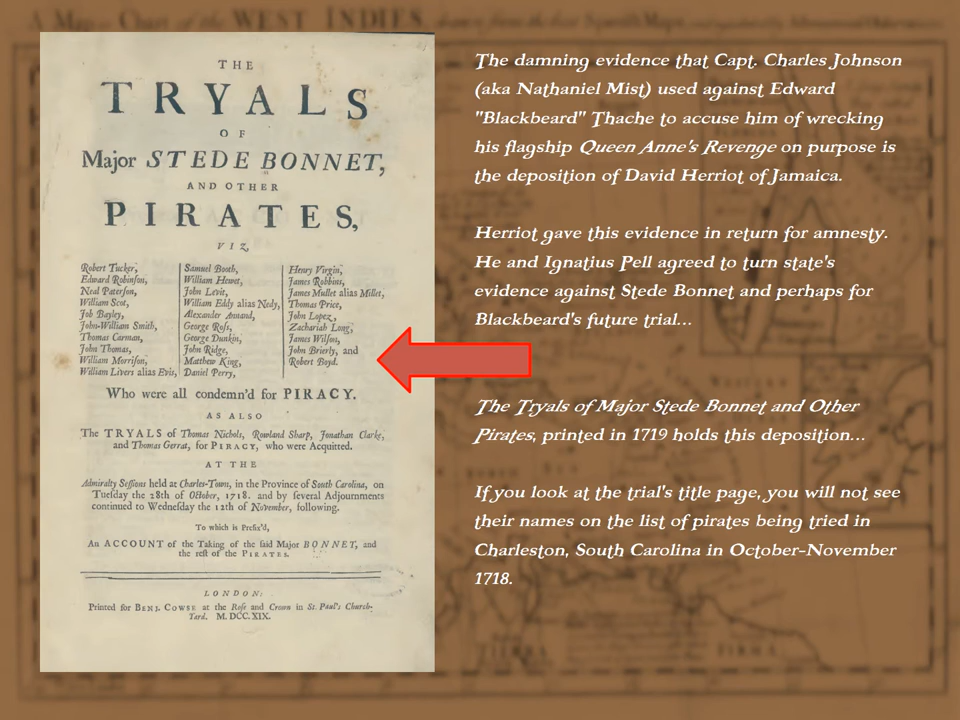 A Map or Chart of the WEST INDIES,
THE
TRYALS
OF
Major STEDE BONNET,
AND OTHER
PIRATES,
VIZ.
Robert Tucker,
Edward Robinson,
Neal Paterson,
William Scot,
Job Bayley,
John-William Smith,
Thomas Carman,
John Thomas,
William Morrison,
William Livers alias Evis,
Samuel Booth,
William Hewet,
John Levit,
William Eddy alias Nedy,
Alexander Annand,
George Ross,
George Dunkin,
John Ridge,
Matthew King,
Daniel Perry,
Henry Virgin,
James Robbins,
James Mullet alias Millet,
Thomas Price,
John Lopez,
Zachariah Long,
James Wilson,
John Brierly, and
Robert Boyd.
Who were all condemn'd for PIRACY.
AS ALSO
The TRYALS of Thomas Nichols, Rowland Sharp, Jonathan Clarke,
and Thomas Gerrat, for PIRACY, who were Acquitted.
AT THE
Admiralty Sessions held at Charles-Town, in the Province of South Carolina, on
Tuesday the 28th of October, 1718. and by several Adjournments
continued to Wednesday the 12th of November, following.
To which is Prefix'd,
An ACCOUNT of the Taking of the said Major BONNET, and
the rest of the PIRATES.
LONDON:
Printed for BENJ. COWSE at the Rose and Crown in St. Paul's Church-
Yard. M. DCC. XIX.
The damning evidence that Capt. Charles Johnson
(aka Nathaniel Mist) used against Edward
"Blackbeard" Thache to accuse him of wrecking
his flagship Queen Anne's Revenge on purpose is
the deposition of David Herriot of Jamaica.
Herriot gave this evidence in return for amnesty.
He and Ignatius Pell agreed to turn state's
evidence against Stede Bonnet and perhaps for
Blackbeard's future trial...
The Tryals of Major Stede Bonnet and Other
Pirates, printed in 1719 holds this deposition...
If you look at the trial's title page, you will not see
their names on the list of pirates being tried in
Charleston, South Carolina in October-November
1718.